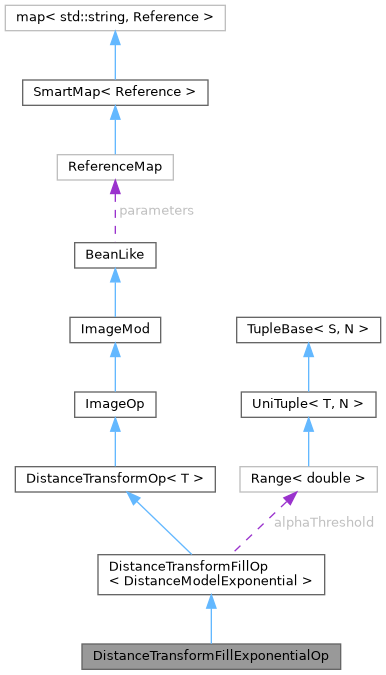 map< std::string, Reference >
SmartMap< Reference >
ReferenceMap
parameters
BeanLike
ImageMod
TupleBase< S, N >
ImageOp
UniTuple< T, N >
DistanceTransformOp< T >
Range< double >
alphaThreshold
DistanceTransformFillOp
< DistanceModelExponential >
DistanceTransformFillExponentialOp